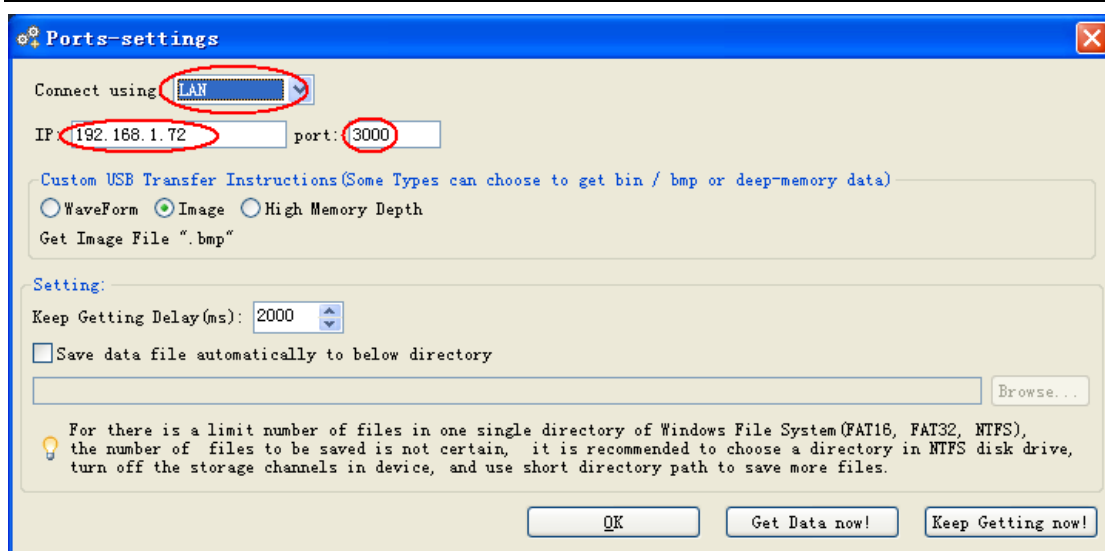 Ports-settings
Connect using: LAN
IP: 192.168.1.72 port: 3000
Custom USB Transfer Instructions(Some Types can choose to get bin / bmp or deep-memory data)
WaveForm Image High Memory Depth
Get Image File ".bmp"
Setting:
Keep Getting Delay(ms): 2000
Save data file automatically to below directory
Browse...
For there is a limit number of files in one single directory of Windows File System(FAT16, FAT32, NTFS),
the number of files to be saved is not certain, it is recommended to choose a directory in NTFS disk drive,
turn off the storage channels in device, and use short directory path to save more files.
OK Get Data now! Keep Getting now!